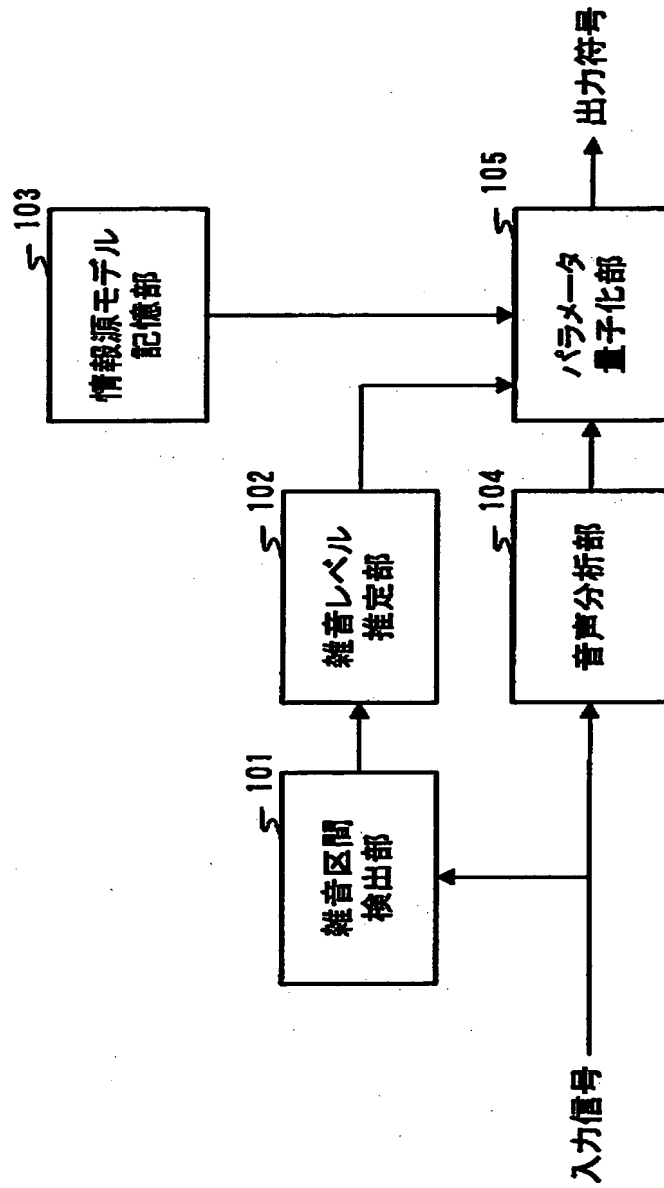 103
情報源モデル
記憶部
101
雑音区間
検出部
102
雑音レベル
推定部
入力信号
104
音声分析部
105
パラメータ
量子化部
出力符号